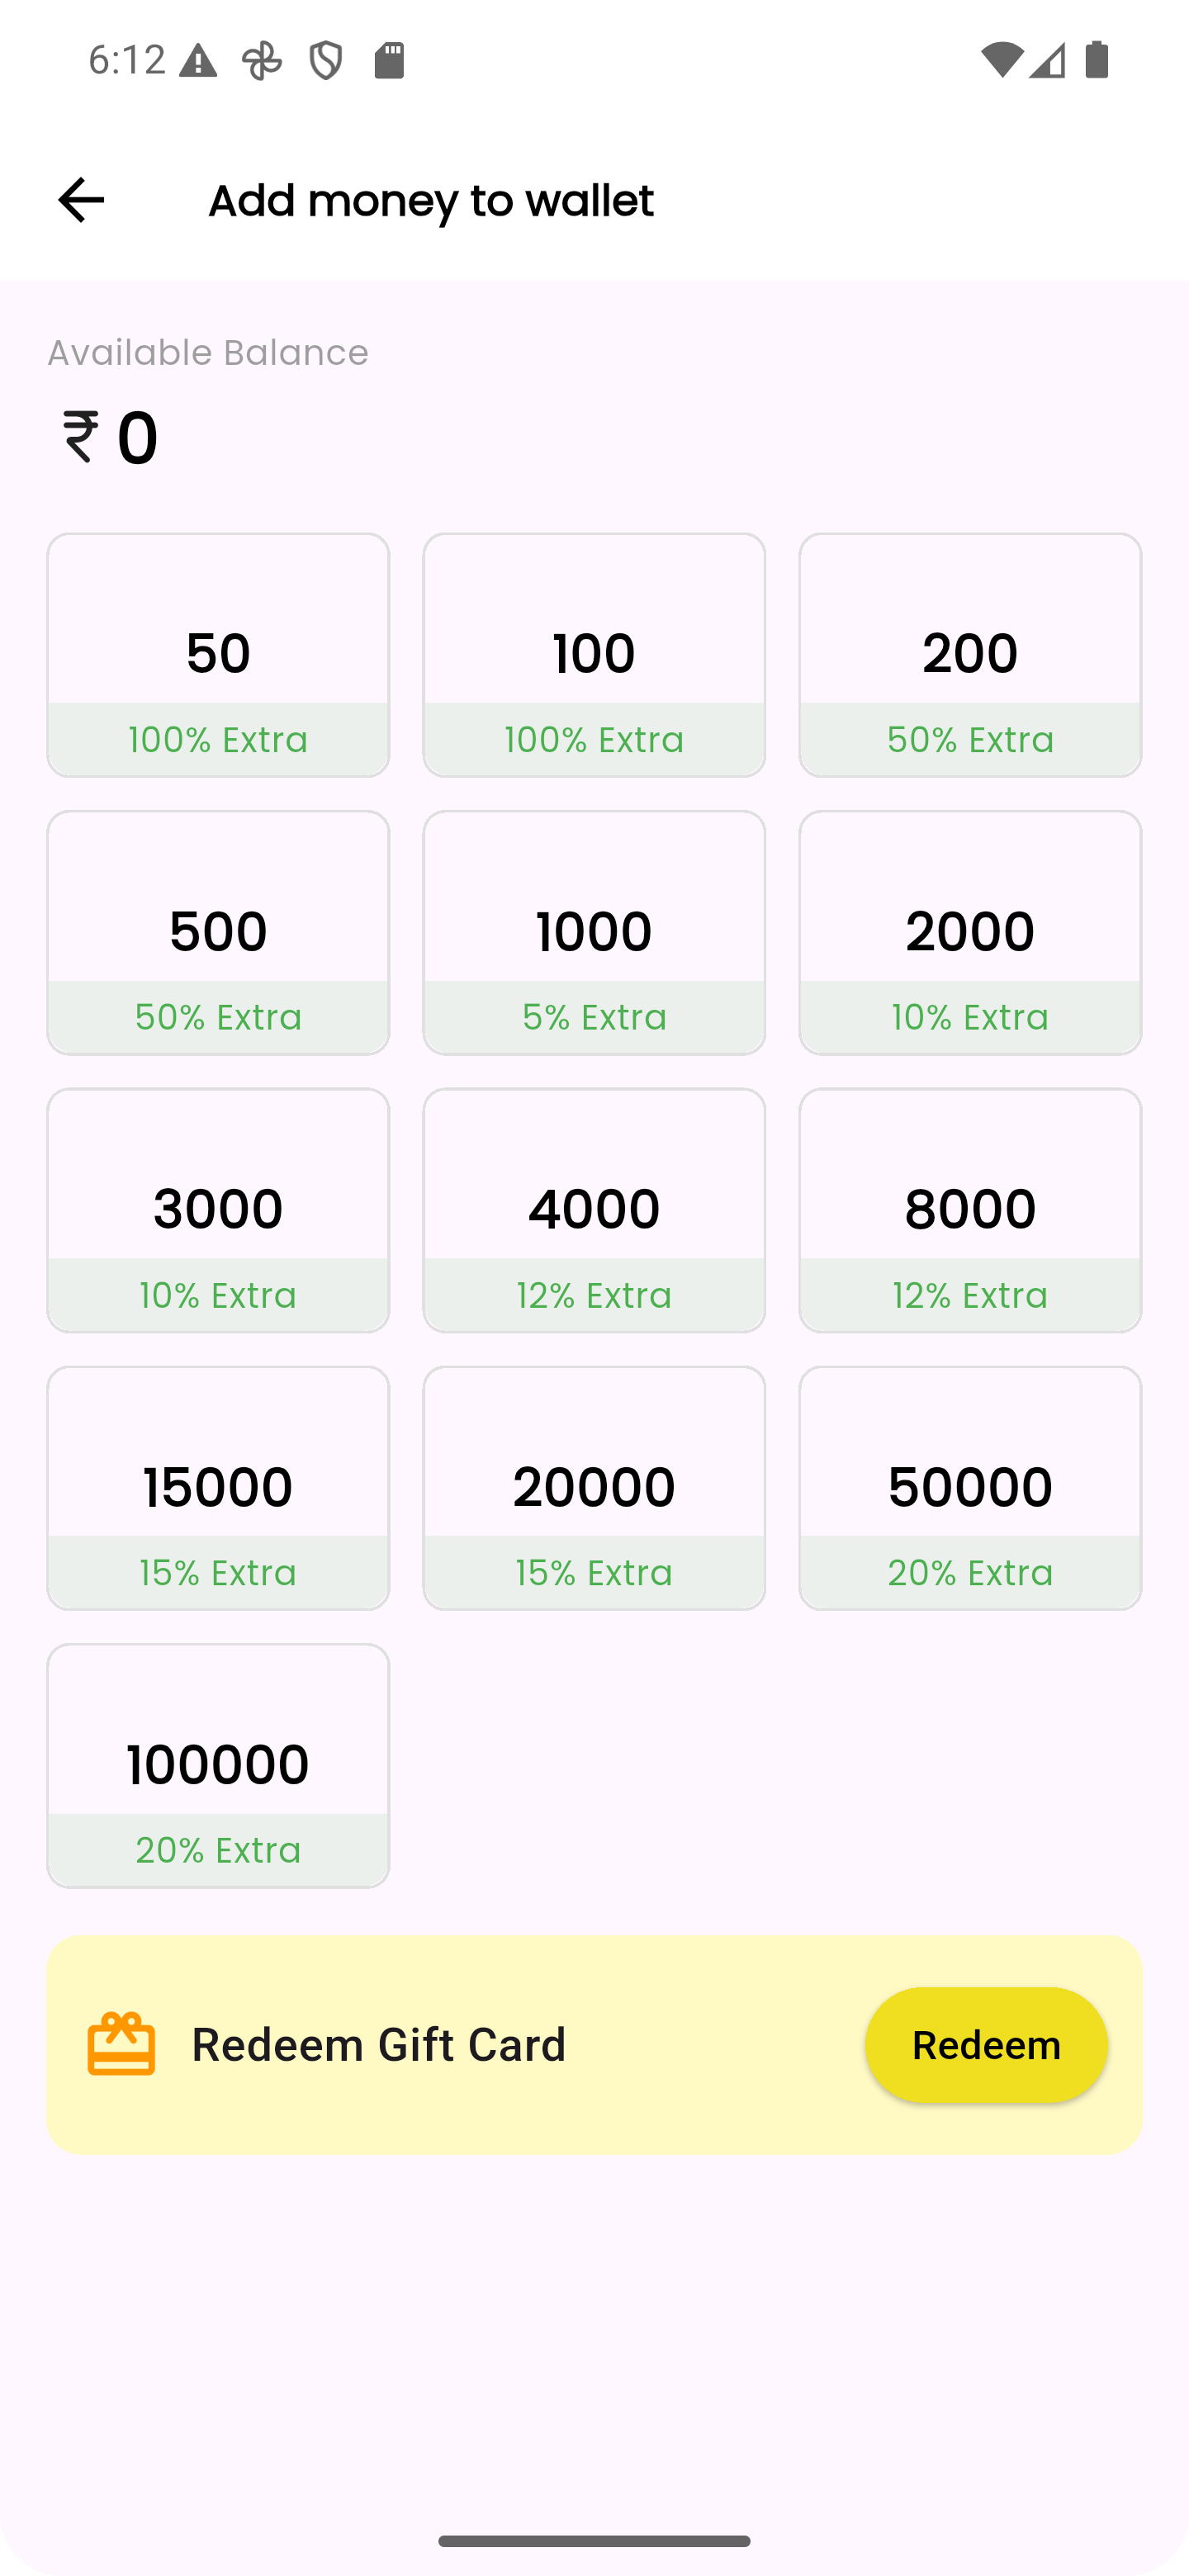 6:12
Add money to wallet
Available Balance
₹ 0
50 100 200
100% Extra 100% Extra 50% Extra
500 1000 2000
50% Extra 5% Extra 10% Extra
3000 4000 8000
10% Extra 12% Extra 12% Extra
15000 20000 50000
15% Extra 15% Extra 20% Extra
100000
20% Extra
Redeem Gift Card Redeem